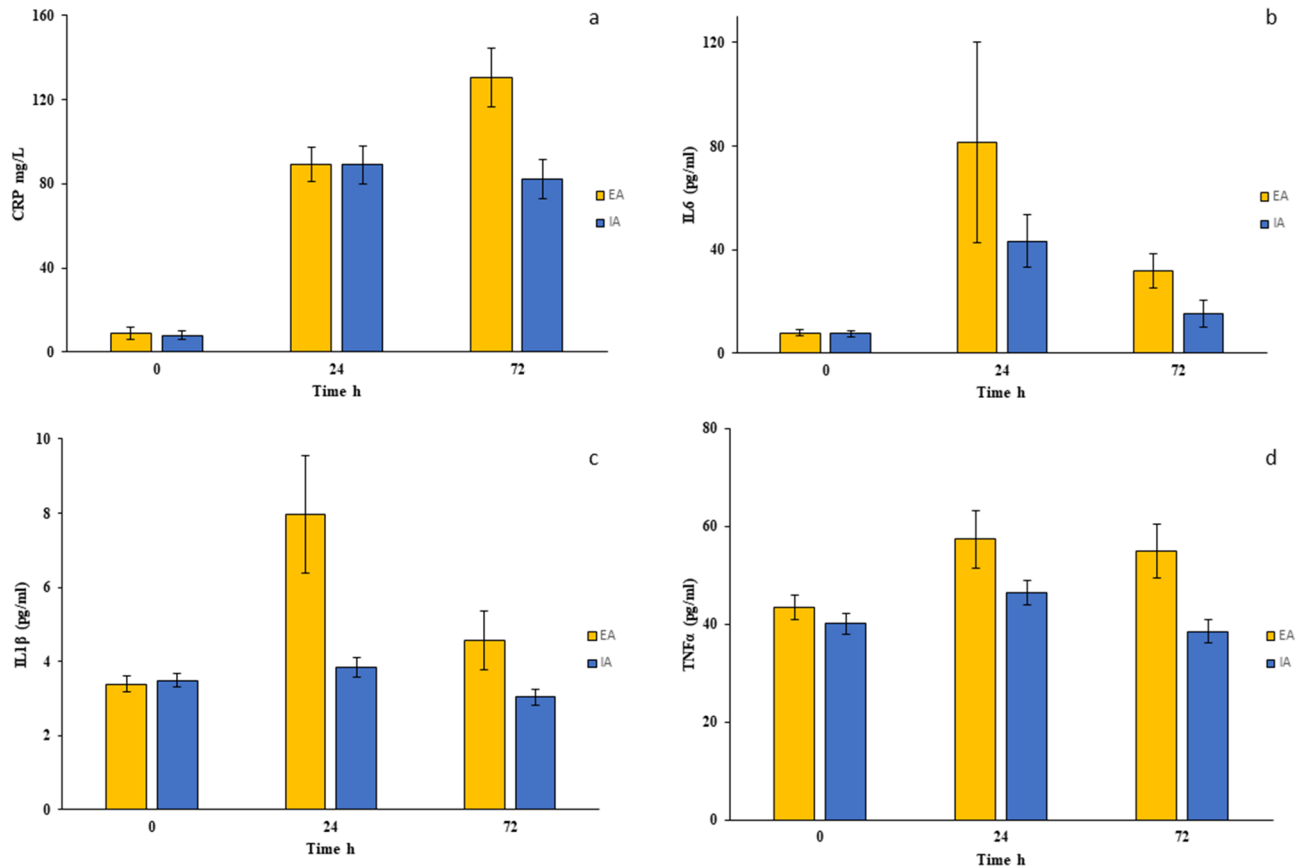 a
160
120
80
40
0
CRP mg/L
EA
IA
0 24 72
Time h
b
120
80
40
0
IL6 (pg/ml)
EA
IA
0 24 72
Time h
c
10
8
6
4
2
0
IL1β (pg/ml)
EA
IA
0 24 72
Time h
d
80
60
40
20
0
TNFα (pg/ml)
EA
IA
0 24 72
Time h